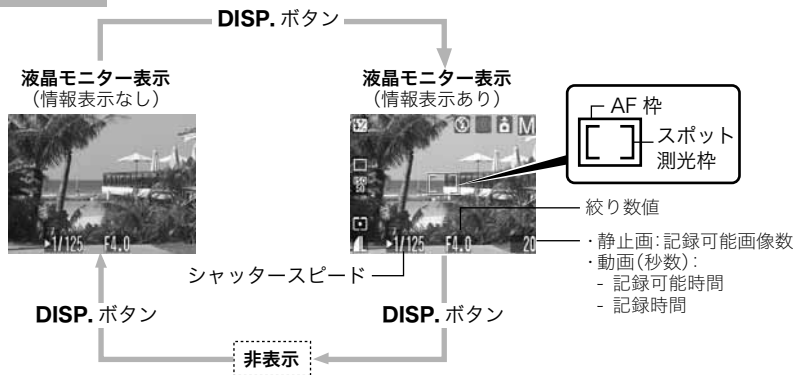 DISP. ボタン
液晶モニター表示
（情報表示なし）
液晶モニター表示
（情報表示あり）
AF 枠
スポット
測光枠
M
絞り数値
・静止画：記録可能画像数
・動画（秒数）：
- 記録可能時間
- 記録時間
▸1/125 F4.0
▸1/125 F4.0 20
シャッタースピード
DISP. ボタン
DISP. ボタン
非表示